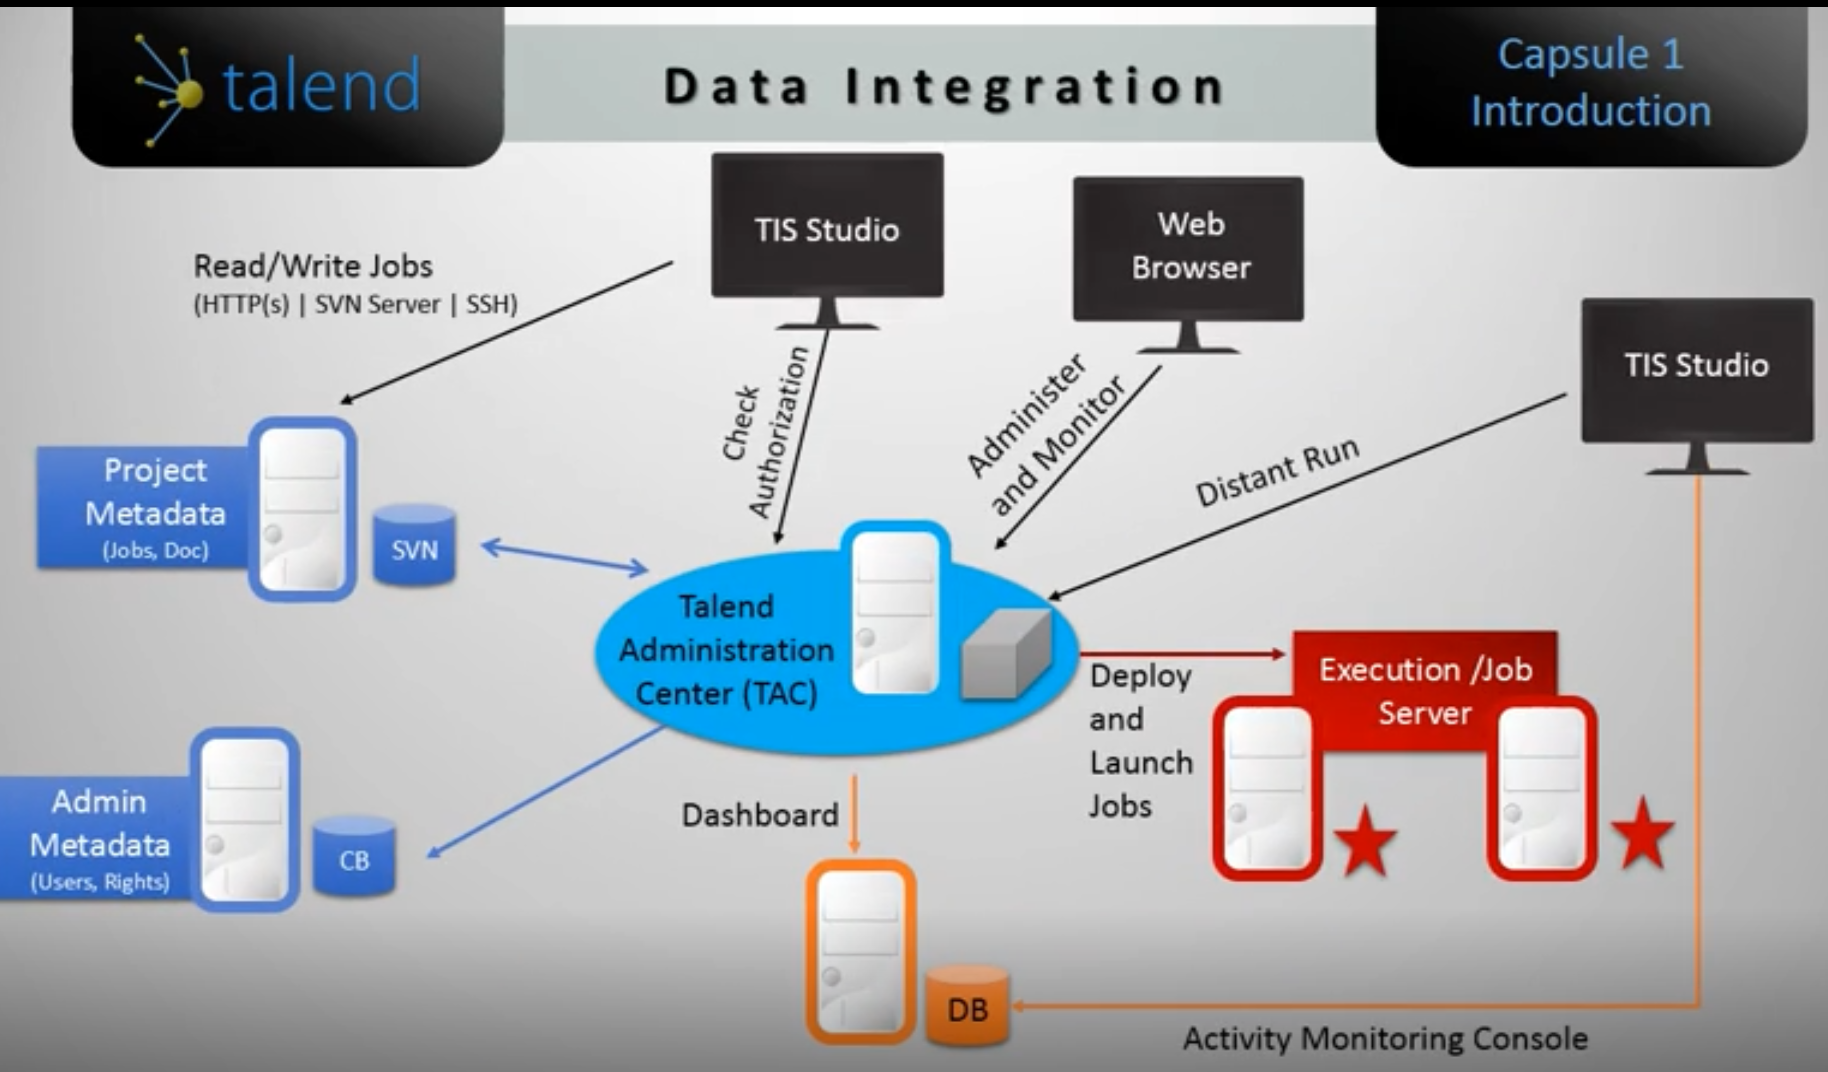 talend
Data Integration
Capsule 1
Introduction
TIS Studio
Web
Browser
TIS Studio
Read/Write Jobs
(HTTP(s) | SVN Server | SSH)
Check
Authorization
Administer
and Monitor
Distant Run
Project
Metadata
(Jobs, Doc)
SVN
Talend
Administration
Center (TAC)
Deploy
and
Launch
Jobs
Execution /Job
Server
Admin
Metadata
(Users, Rights)
CB
Dashboard
DB
Activity Monitoring Console